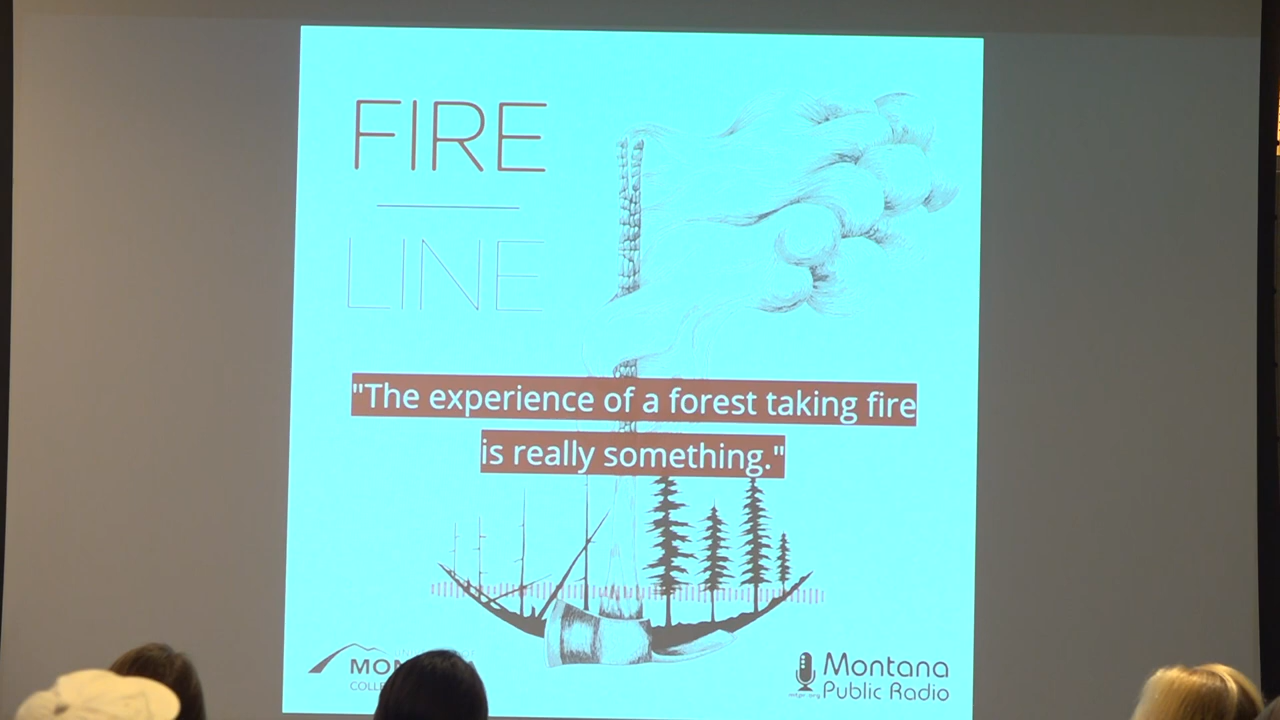 FIRE
LINE
"The experience of a forest taking fire
is really something."
Montana
Public Radio